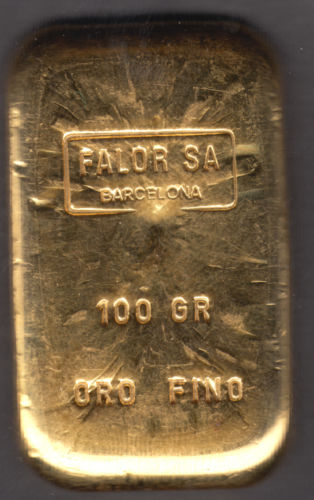 FALOR SA
BARCELONA
100 GR
ORO FINO